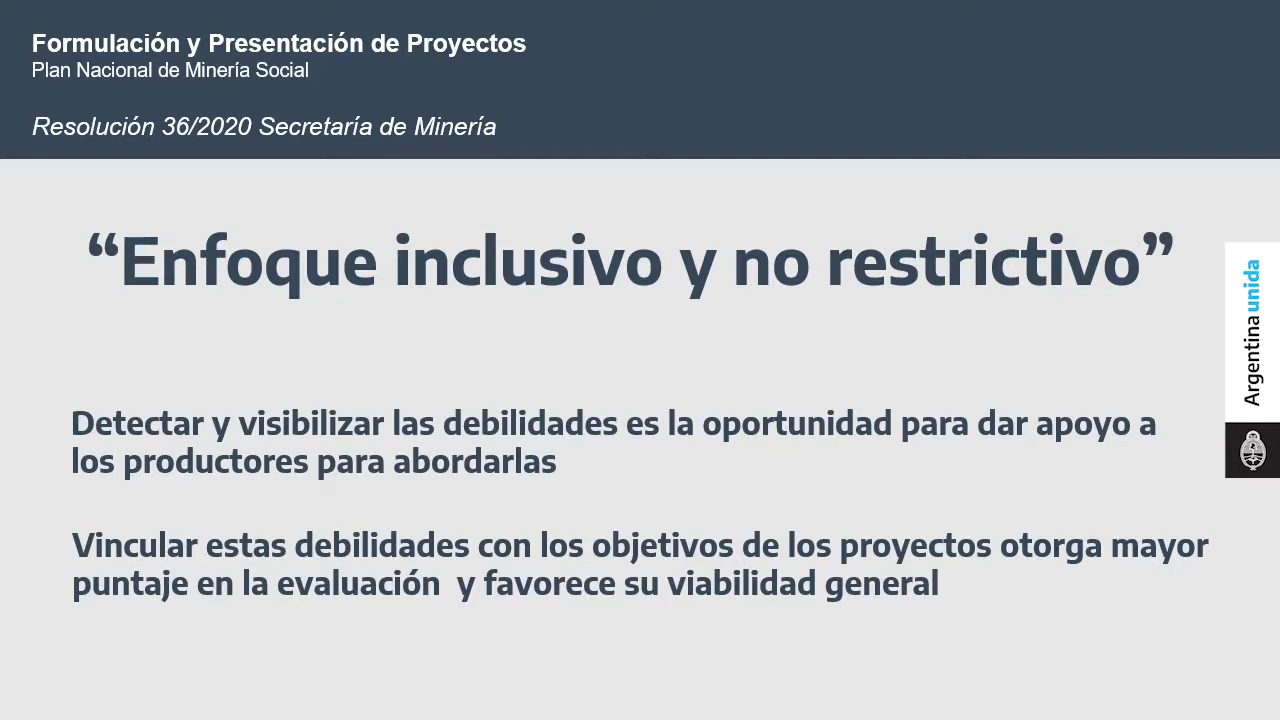 Formulación y Presentación de Proyectos
Plan Nacional de Minería Social
Resolución 36/2020 Secretaría de Minería
“Enfoque inclusivo y no restrictivo”
Detectar y visibilizar las debilidades es la oportunidad para dar apoyo a
los productores para abordarlas
Vincular estas debilidades con los objetivos de los proyectos otorga mayor
puntaje en la evaluación  y favorece su viabilidad general
Argentina unida